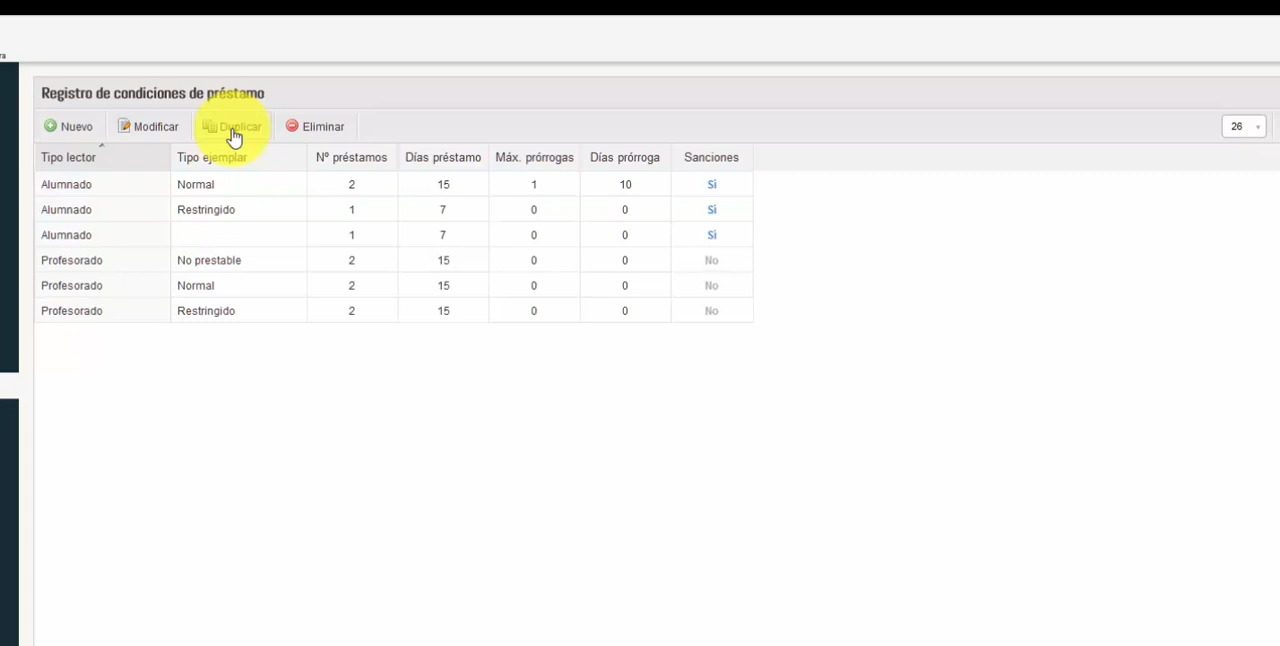 ra
Registro de condiciones de préstamo
Nuevo Modificar Duplicar Eliminar 26
Tipo lector Tipo ejemplar Nº préstamos Días préstamo Máx. prórrogas Días prórroga Sanciones
Alumnado Normal 2 15 1 10 Sí
Alumnado Restringido 1 7 0 0 Sí
Alumnado 1 7 0 0 Sí
Profesorado No prestable 2 15 0 0 No
Profesorado Normal 2 15 0 0 No
Profesorado Restringido 2 15 0 0 No